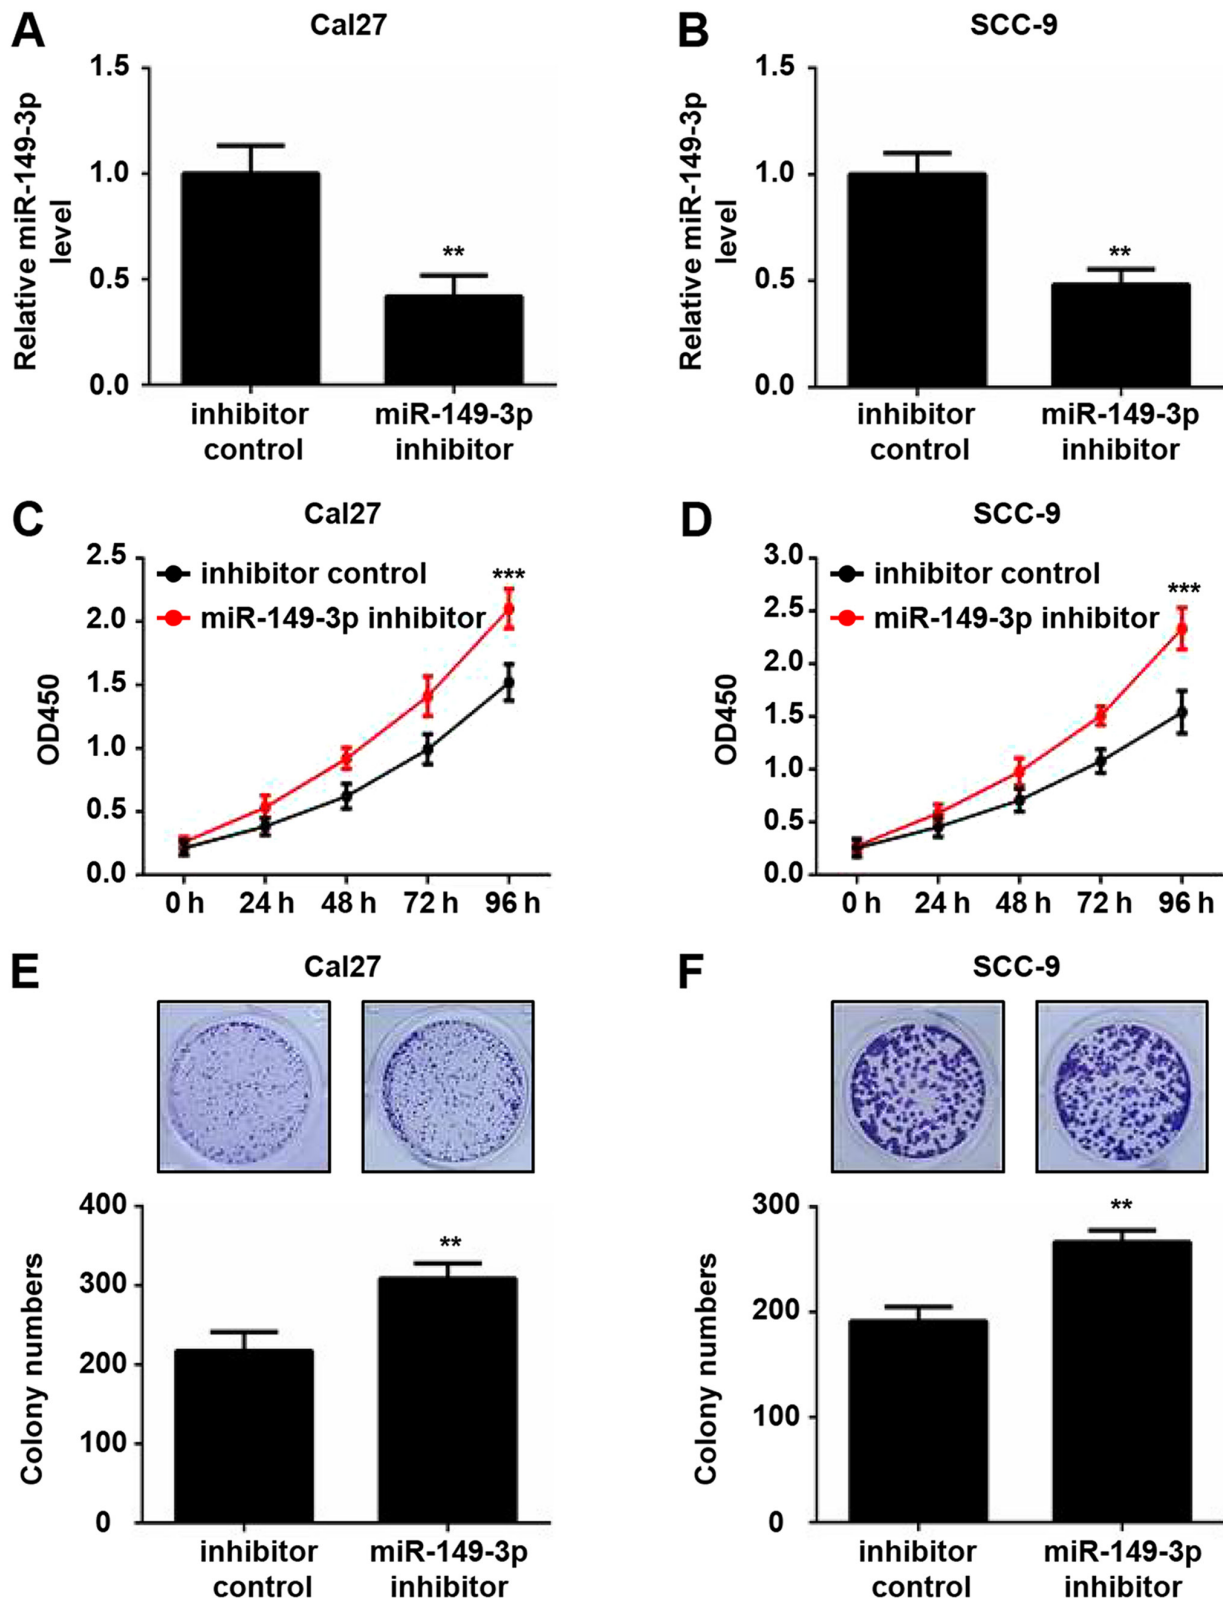 A
Cal27
Relative miR-149-3p
level
1.5
1.0
0.5
0.0
**
inhibitor
control
miR-149-3p
inhibitor
B
SCC-9
Relative miR-149-3p
level
1.5
1.0
0.5
0.0
**
inhibitor
control
miR-149-3p
inhibitor
C
Cal27
OD450
2.5
2.0
1.5
1.0
0.5
0.0
inhibitor control
miR-149-3p inhibitor
***
0 h 24 h 48 h 72 h 96 h
D
SCC-9
OD450
3.0
2.5
2.0
1.5
1.0
0.5
0.0
inhibitor control
miR-149-3p inhibitor
***
0 h 24 h 48 h 72 h 96 h
E
Cal27
Colony numbers
400
300
200
100
0
**
inhibitor
control
miR-149-3p
inhibitor
F
SCC-9
Colony numbers
300
200
100
0
**
inhibitor
control
miR-149-3p
inhibitor